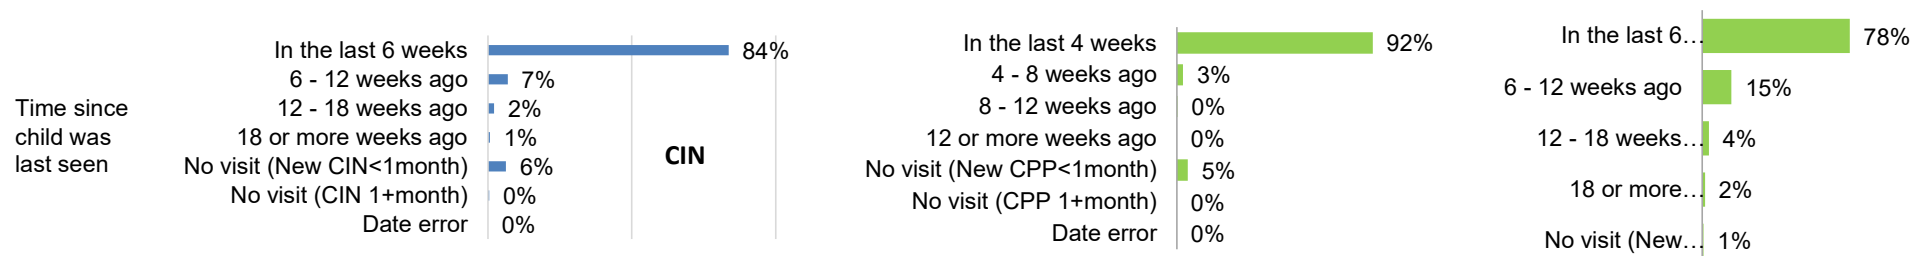 Time since
child was
last seen
In the last 6 weeks 84%
6 - 12 weeks ago 7%
12 - 18 weeks ago 2%
18 or more weeks ago 1%
No visit (New CIN<1month) 6%
No visit (CIN 1+month) 0%
Date error 0%
CIN
In the last 4 weeks 92%
4 - 8 weeks ago 3%
8 - 12 weeks ago 0%
12 or more weeks ago 0%
No visit (New CPP<1month) 5%
No visit (CPP 1+month) 0%
Date error 0%
In the last 6… 78%
6 - 12 weeks ago 15%
12 - 18 weeks… 4%
18 or more… 2%
No visit (New… 1%